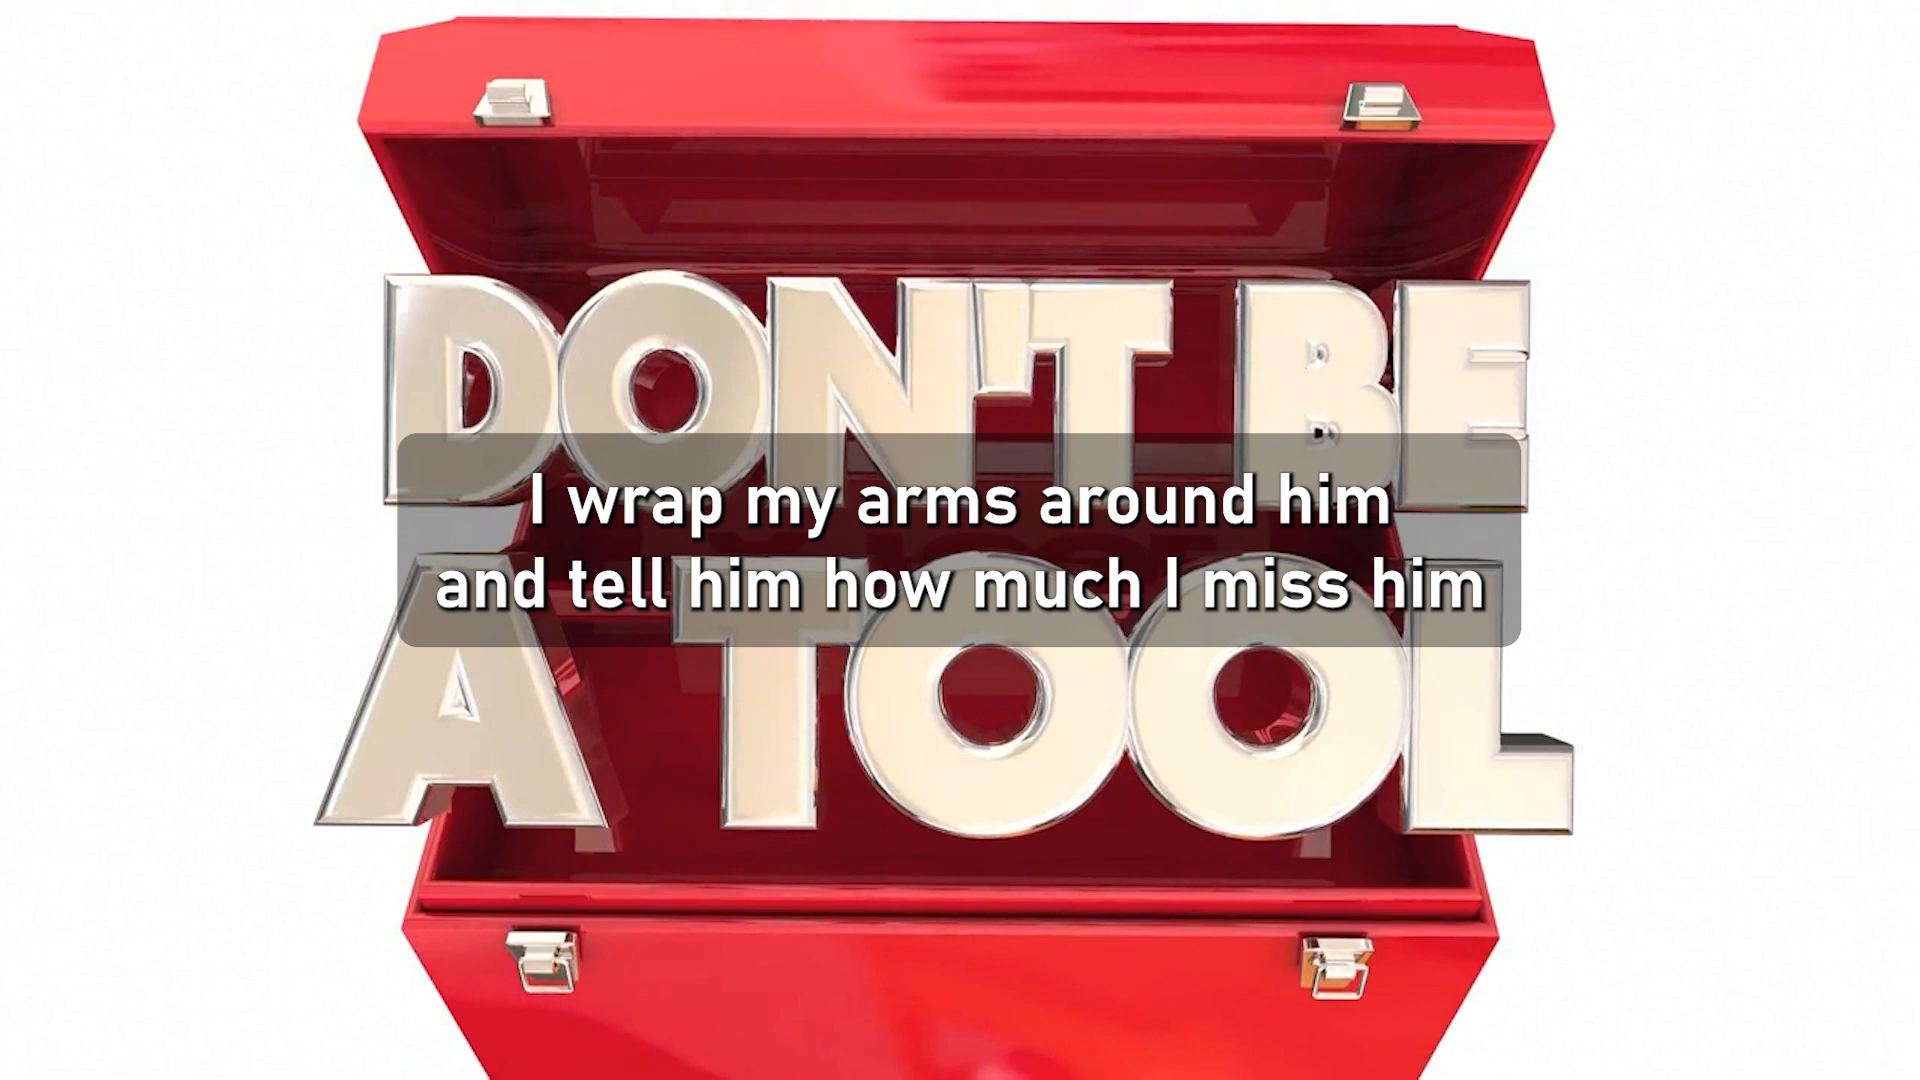 DON'T BE
I wrap my arms around him
and tell him how much I miss him
A TOOL